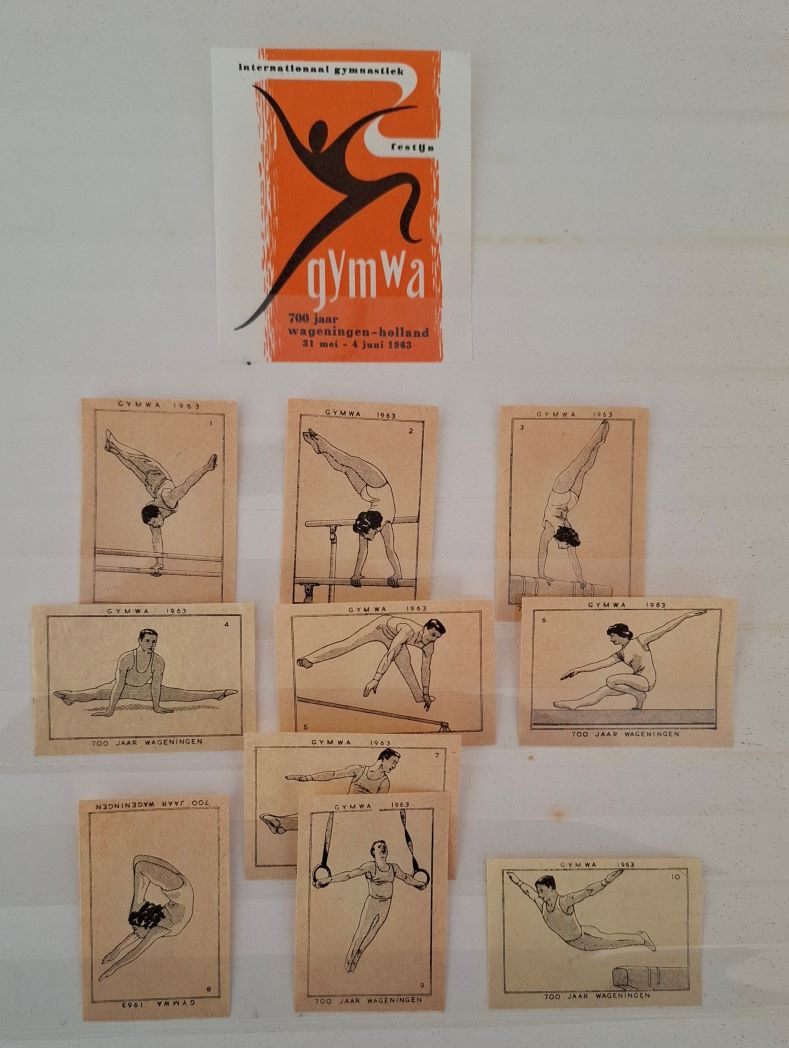 internationaal gymnastiek
festijn
gymwa
700 jaar
wageningen-holland
31 mei - 4 juni 1963
GYMWA 1963
1
GYMWA 1963
2
GYMWA 1963
3
GYMWA 1963
4
700 JAAR WAGENINGEN
GYMWA 1963
5
GYMWA 1963
6
700 JAAR WAGENINGEN
GYMWA 1963
7
700 JAAR WAGENINGEN
8
GYMWA 1963
GYMWA 1963
9
700 JAAR WAGENINGEN
GYMWA 1963
10
700 JAAR WAGENINGEN